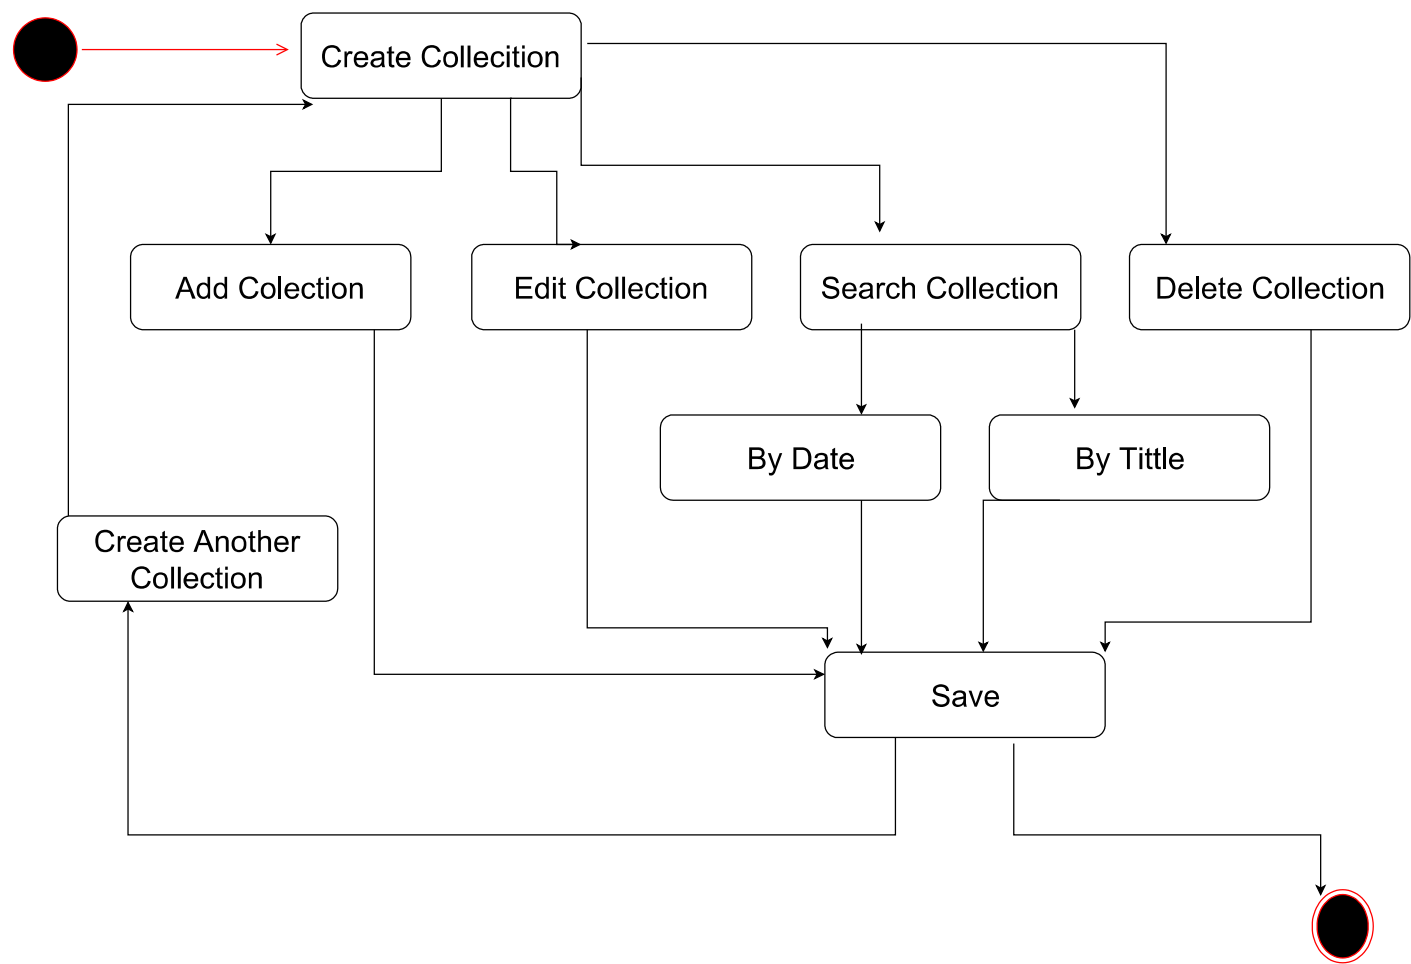 Create Collecition
Add Colection
Edit Collection
Search Collection
Delete Collection
By Date
By Tittle
Create Another
Collection
Save